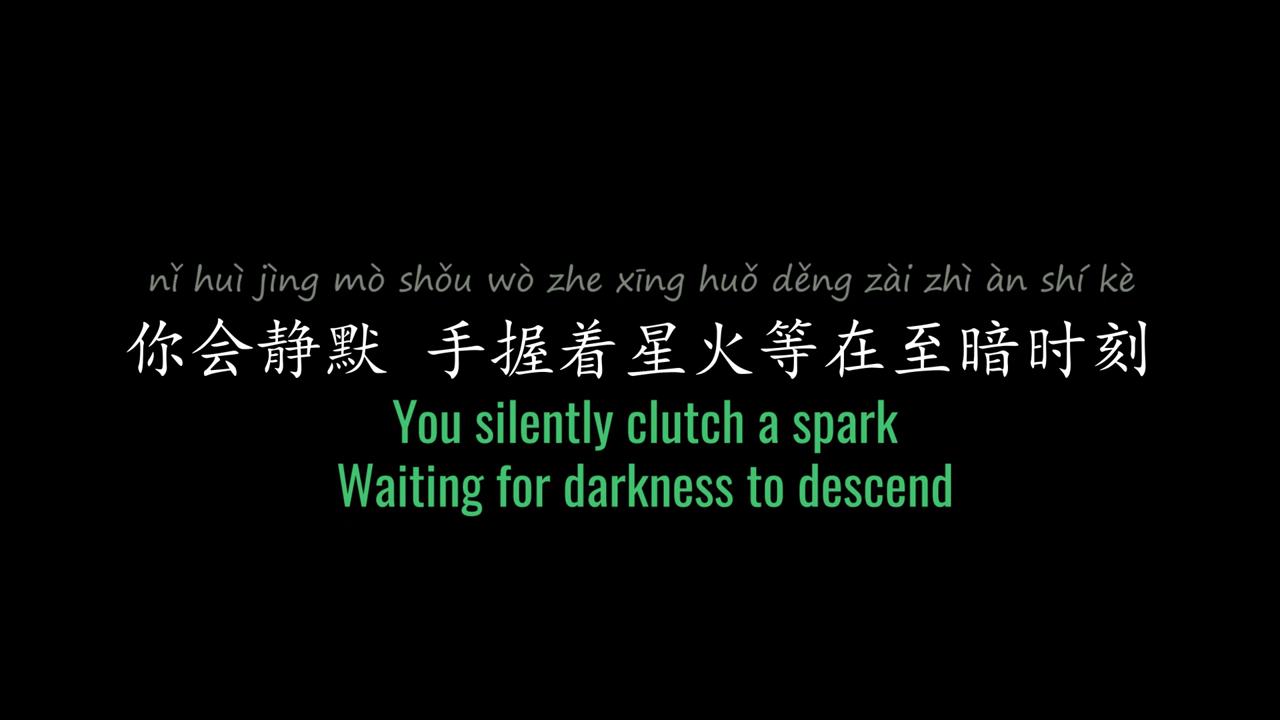 nǐ huì jìng mò shǒu wò zhe xīng huǒ děng zài zhì àn shí kè
你会静默 手握着星火等在至暗时刻
You silently clutch a spark
Waiting for darkness to descend